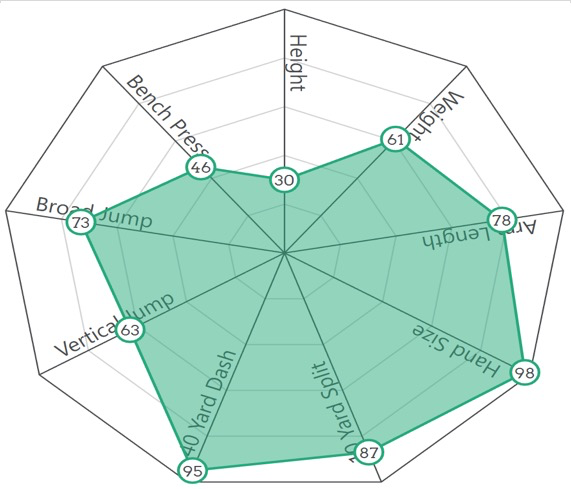 Height
30
Weight
61
Arm Length
78
Hand Size
98
Yard Split
87
40 Yard Dash
95
Vertical Jump
63
Broad Jump
73
Bench Press
46